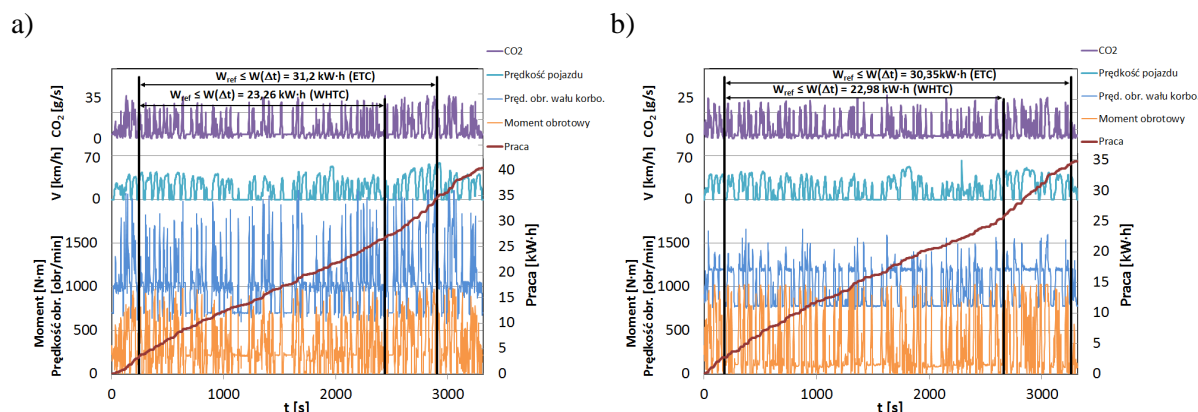 a)
W_ref ≤ W(Δt) = 31,2 kW·h (ETC)
W_ref ≤ W(Δt) = 23,26 kW·h (WHTC)
CO2
Prędkość pojazdu
Pręd. obr. wału korbo.
Moment obrotowy
Praca
CO₂ [g/s]
35
0
V [km/h]
70
0
Moment [N·m]
Prędkość obr. [obr/min]
1500
1000
500
0
Praca [kW·h]
40
35
30
25
20
15
10
5
0
0 1000 2000 3000
t [s]
b)
W_ref ≤ W(Δt) = 30,35kW·h (ETC)
W_ref ≤ W(Δt) = 22,98 kW·h (WHTC)
CO2
Prędkość pojazdu
Pręd. obr. wału korbo.
Moment obrotowy
Praca
CO₂ [g/s]
25
0
V [km/h]
70
0
Moment [N·m]
Prędkość obr. [obr/min]
1500
1000
500
0
Praca [kW·h]
35
30
25
20
15
10
5
0
0 1000 2000 3000
t [s]